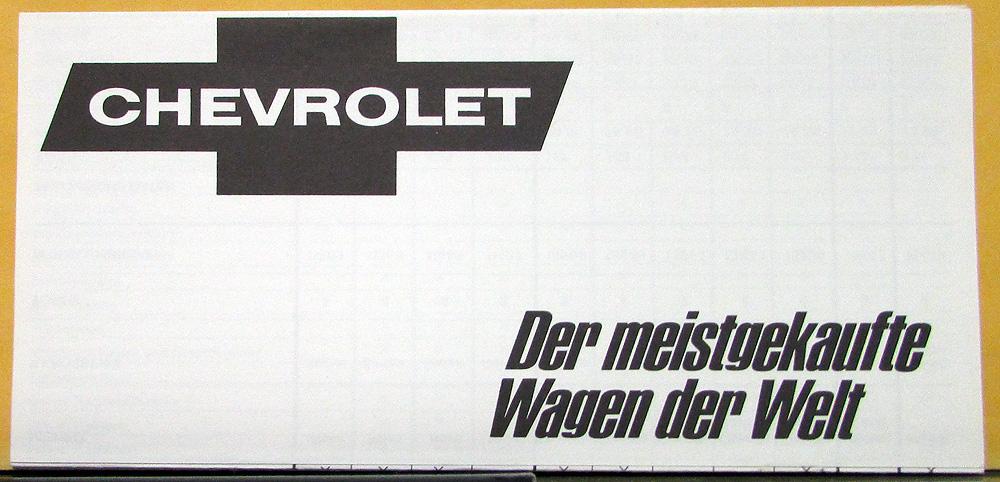 CHEVROLET
Der meistgekaufte
Wagen der Welt